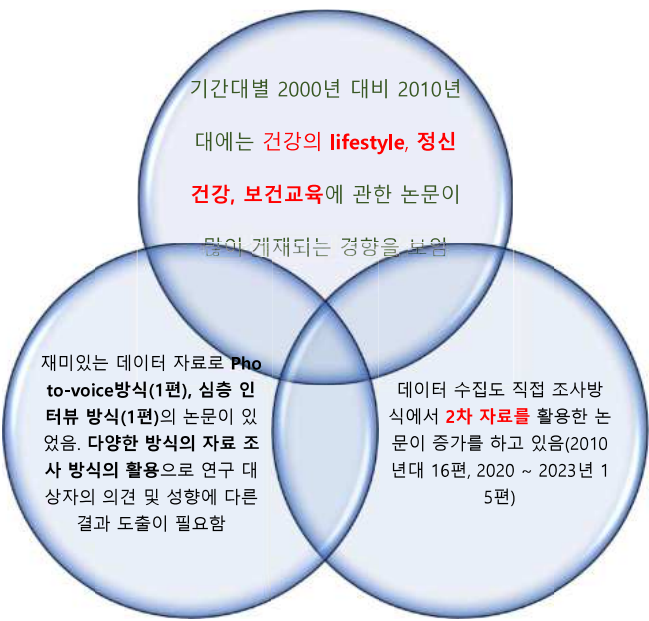 기간대별 2000년 대비 2010년
대에는 건강의 lifestyle, 정신
건강, 보건교육에 관한 논문이
많이 게재되는 경향을 보임
재미있는 데이터 자료로 Pho
to-voice방식(1편), 심층 인
터뷰 방식(1편)의 논문이 있
었음. 다양한 방식의 자료 조
사 방식의 활용으로 연구 대
상자의 의견 및 성향에 다른
결과 도출이 필요함
데이터 수집도 직접 조사방
식에서 2차 자료를 활용한 논
문이 증가를 하고 있음(2010
년대 16편, 2020 ~ 2023년 1
5편)